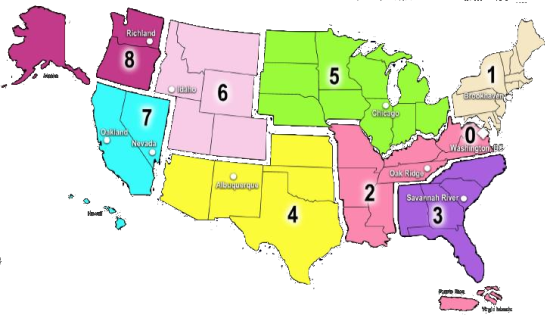 Richland
8
Alaska
Idaho
6
5
Chicago
1
Brookhaven
7
Oakland
Nevada
0
Washington, DC
Oak Ridge
2
Albuquerque
4
Savannah River
3
Hawaii
Puerto Rico
Virgin Islands